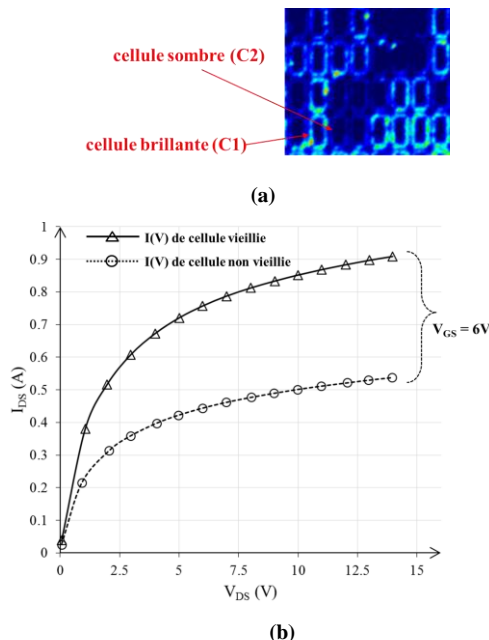 cellule sombre (C2)
cellule brillante (C1)
(a)
I(V) de cellule vieillie
I(V) de cellule non vieillie
V_GS = 6V
I_DS (A)
1
0.9
0.8
0.7
0.6
0.5
0.4
0.3
0.2
0.1
0
0 2.5 5 7.5 10 12.5 15
V_DS (V)
(b)